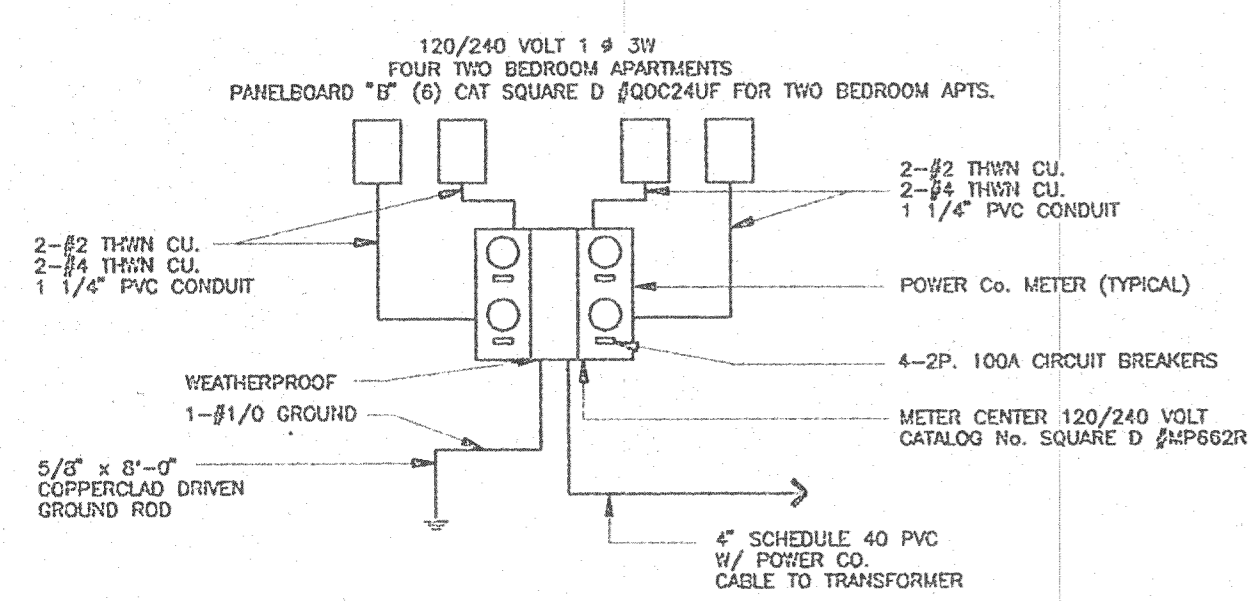 120/240 VOLT 1 ø 3W
FOUR TWO BEDROOM APARTMENTS
PANELBOARD "B" (6) CAT SQUARE D #QOC24UF FOR TWO BEDROOM APTS.
2-#2 THWN CU.
2-#4 THWN CU.
1 1/4" PVC CONDUIT
2-#2 THWN CU.
2-#4 THWN CU.
1 1/4" PVC CONDUIT
POWER Co. METER (TYPICAL)
4-2P. 100A CIRCUIT BREAKERS
WEATHERPROOF
1-#1/0 GROUND
METER CENTER 120/240 VOLT
CATALOG No. SQUARE D #MP662R
5/8" x 8'-0"
COPPERCLAD DRIVEN
GROUND ROD
4" SCHEDULE 40 PVC
W/ POWER CO.
CABLE TO TRANSFORMER